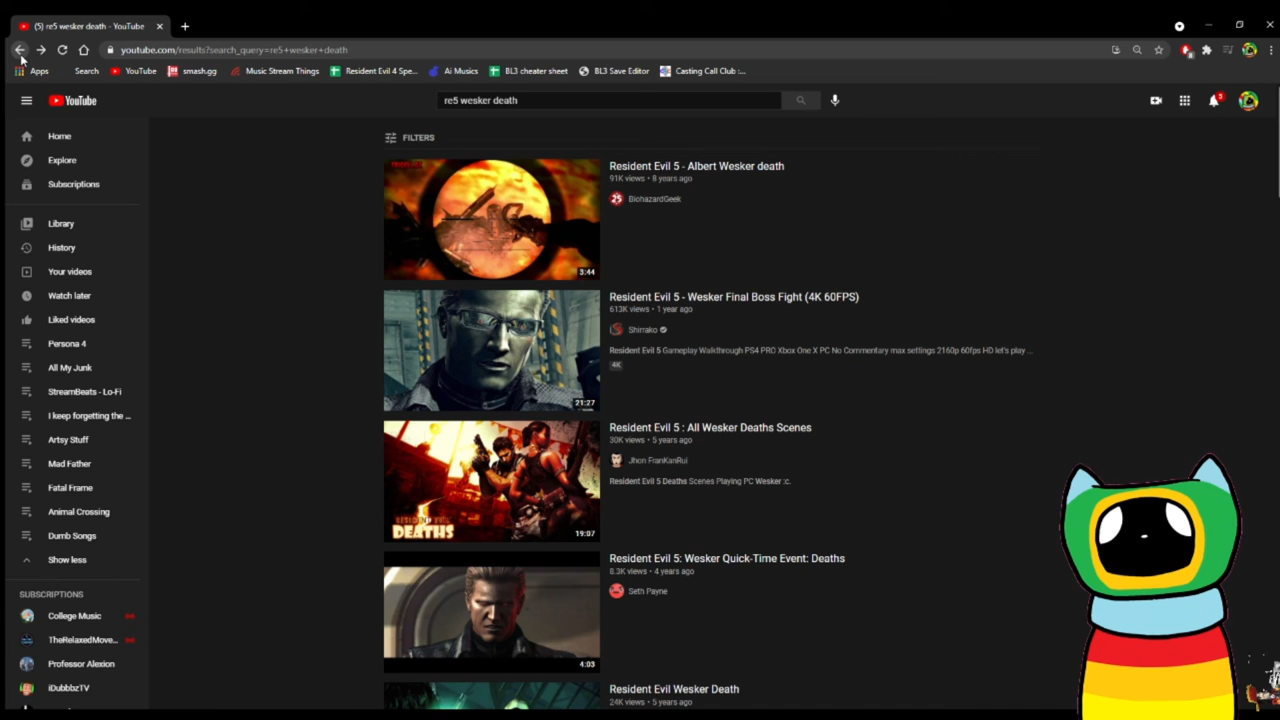 (5) re5 wesker death - YouTube
youtube.com/results?search_query=re5+wesker+death
Apps
Search
YouTube
smash.gg
Music Stream Things
Resident Evil 4 Spe...
Ai Musics
BL3 cheater sheet
BL3 Save Editor
Casting Call Club :...
YouTube
re5 wesker death
5
Home
Explore
Subscriptions
Library
History
Your videos
Watch later
Liked videos
Persona 4
All My Junk
StreamBeats - Lo-Fi
I keep forgetting the ...
Artsy Stuff
Mad Father
Fatal Frame
Animal Crossing
Dumb Songs
Show less
SUBSCRIPTIONS
College Music
TheRelaxedMove...
Professor Alexion
iDubbbzTV
FILTERS
3:44
Resident Evil 5 - Albert Wesker death
91K views • 8 years ago
BiohazardGeek
21:27
Resident Evil 5 - Wesker Final Boss Fight (4K 60FPS)
613K views • 1 year ago
Shirrako
Resident Evil 5 Gameplay Walkthrough PS4 PRO Xbox One X PC No Commentary max settings 2160p 60fps HD let's play ...
4K
RESIDENT EVIL
DEATHS
19:07
Resident Evil 5 : All Wesker Deaths Scenes
30K views • 5 years ago
Jhon FranKanRui
Resident Evil 5 Deaths Scenes Playing PC Wesker :c.
4:03
Resident Evil 5: Wesker Quick-Time Event: Deaths
8.3K views • 4 years ago
Seth Payne
Resident Evil Wesker Death
24K views • 5 years ago